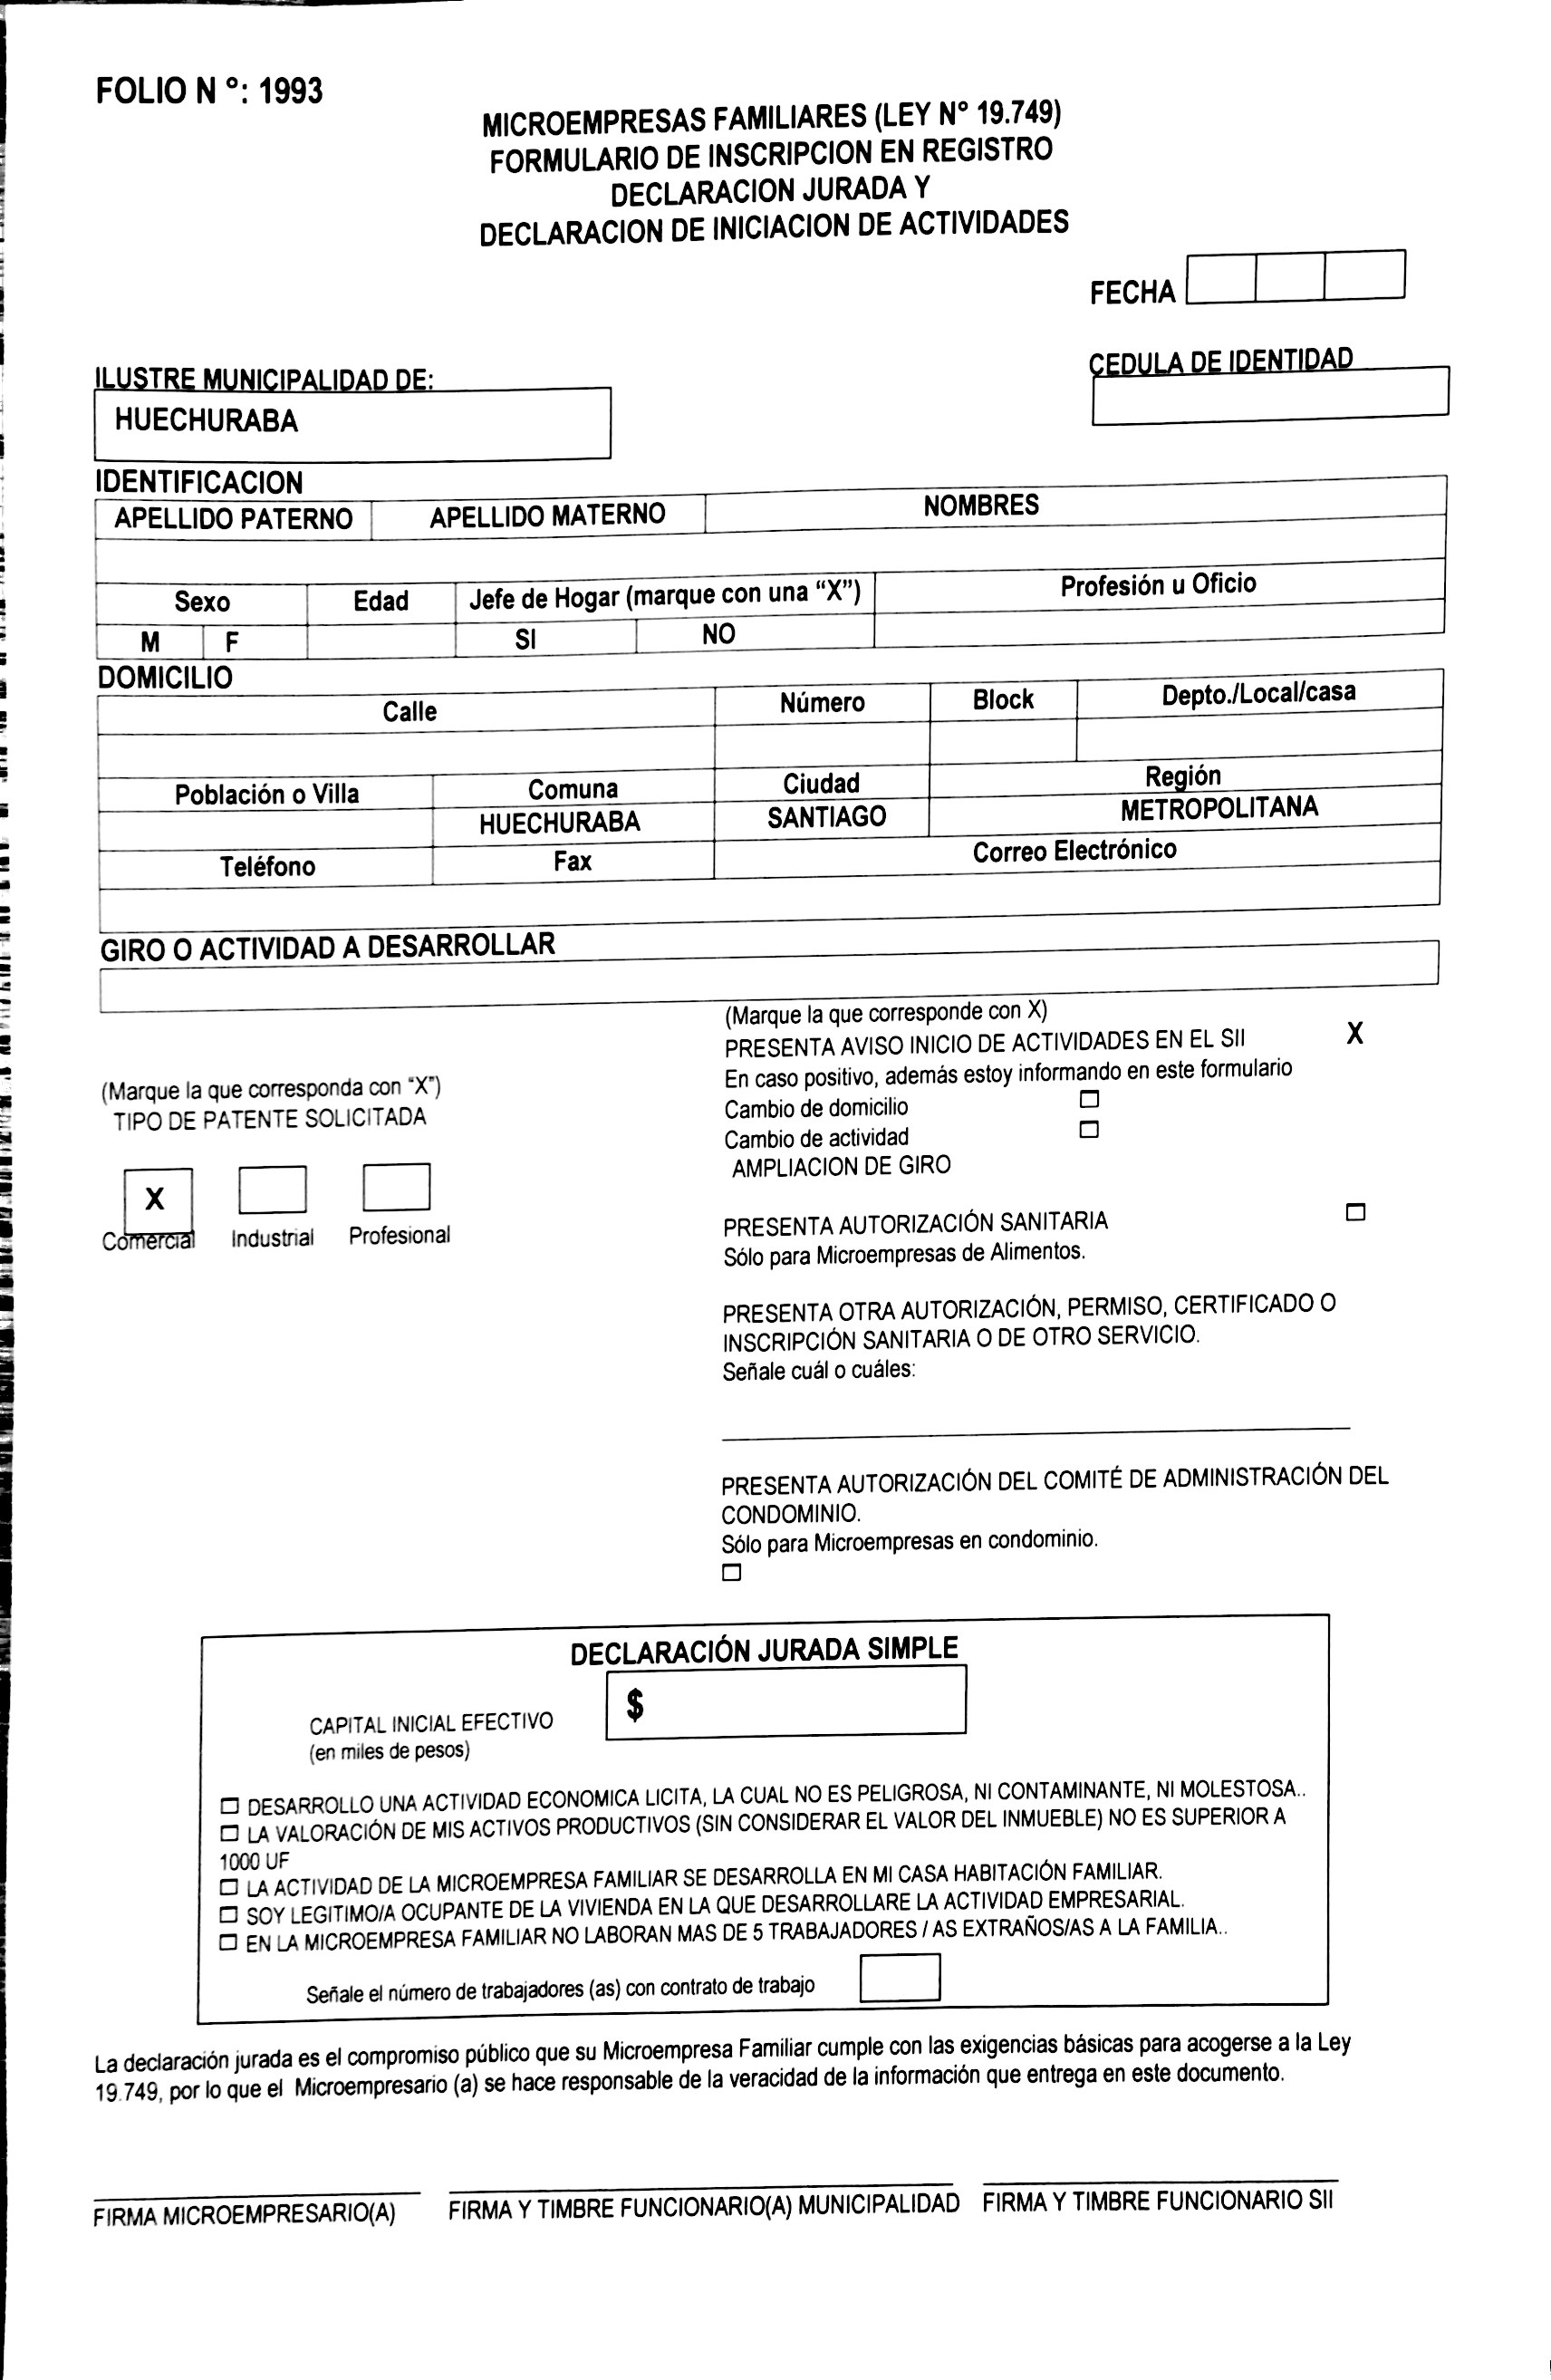 FOLIO N °: 1993
MICROEMPRESAS FAMILIARES (LEY Nº 19.749)
FORMULARIO DE INSCRIPCION EN REGISTRO
DECLARACION JURADA Y
DECLARACION DE INICIACION DE ACTIVIDADES
FECHA
ILUSTRE MUNICIPALIDAD DE:
CEDULA DE IDENTIDAD
HUECHURABA
IDENTIFICACION
APELLIDO PATERNO APELLIDO MATERNO NOMBRES
Sexo Edad Jefe de Hogar (marque con una “X”) Profesión u Oficio
M F SI NO
DOMICILIO
Calle Número Block Depto./Local/casa
Población o Villa Comuna Ciudad Región
HUECHURABA SANTIAGO METROPOLITANA
Teléfono Fax Correo Electrónico
GIRO O ACTIVIDAD A DESARROLLAR
(Marque la que corresponda con “X”)
TIPO DE PATENTE SOLICITADA
X
Comercial Industrial Profesional
(Marque la que corresponde con X)
PRESENTA AVISO INICIO DE ACTIVIDADES EN EL SII X
En caso positivo, además estoy informando en este formulario
Cambio de domicilio
Cambio de actividad
AMPLIACION DE GIRO
PRESENTA AUTORIZACIÓN SANITARIA
Sólo para Microempresas de Alimentos.
PRESENTA OTRA AUTORIZACIÓN, PERMISO, CERTIFICADO O
INSCRIPCIÓN SANITARIA O DE OTRO SERVICIO.
Señale cuál o cuáles:
PRESENTA AUTORIZACIÓN DEL COMITÉ DE ADMINISTRACIÓN DEL
CONDOMINIO.
Sólo para Microempresas en condominio.
DECLARACIÓN JURADA SIMPLE
CAPITAL INICIAL EFECTIVO $
(en miles de pesos)
DESARROLLO UNA ACTIVIDAD ECONOMICA LICITA, LA CUAL NO ES PELIGROSA, NI CONTAMINANTE, NI MOLESTOSA..
LA VALORACIÓN DE MIS ACTIVOS PRODUCTIVOS (SIN CONSIDERAR EL VALOR DEL INMUEBLE) NO ES SUPERIOR A
1000 UF
LA ACTIVIDAD DE LA MICROEMPRESA FAMILIAR SE DESARROLLA EN MI CASA HABITACIÓN FAMILIAR.
SOY LEGITIMO/A OCUPANTE DE LA VIVIENDA EN LA QUE DESARROLLARE LA ACTIVIDAD EMPRESARIAL.
EN LA MICROEMPRESA FAMILIAR NO LABORAN MAS DE 5 TRABAJADORES / AS EXTRAÑOS/AS A LA FAMILIA..
Señale el número de trabajadores (as) con contrato de trabajo
La declaración jurada es el compromiso público que su Microempresa Familiar cumple con las exigencias básicas para acogerse a la Ley
19.749, por lo que el Microempresario (a) se hace responsable de la veracidad de la información que entrega en este documento.
FIRMA MICROEMPRESARIO(A) FIRMA Y TIMBRE FUNCIONARIO(A) MUNICIPALIDAD FIRMA Y TIMBRE FUNCIONARIO SII